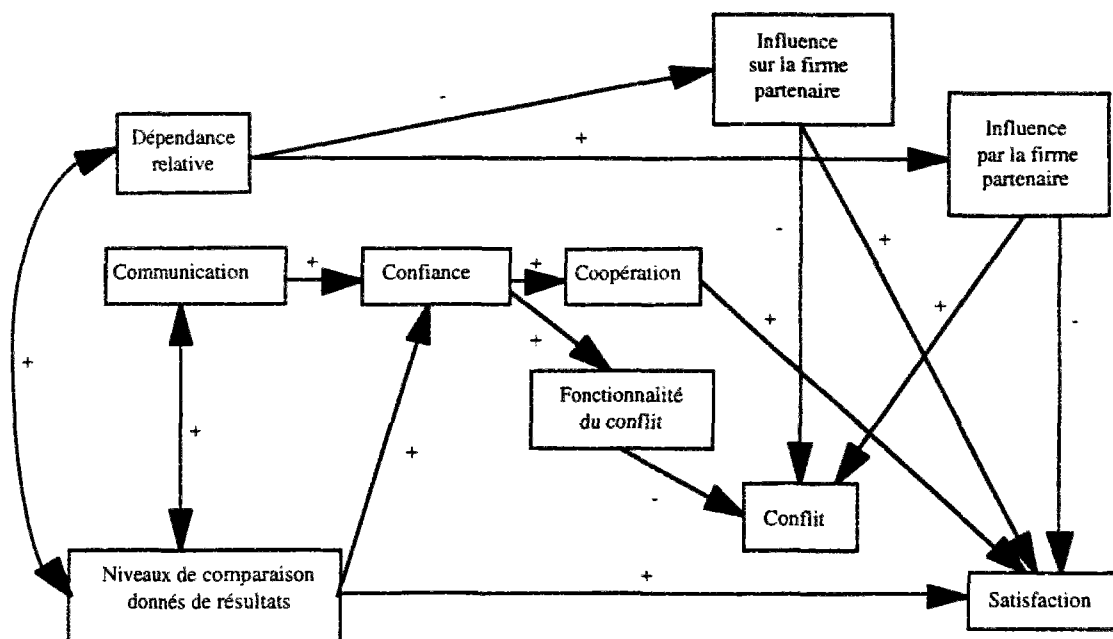 Influence
sur la firme
partenaire
-
Dépendance
relative
+
Influence
par la firme
partenaire
-
+
Communication
+
Confiance
+
Coopération
+
+
-
+
+
Fonctionnalité
du conflit
+
+
-
Conflit
Niveaux de comparaison
donnés de résultats
+
Satisfaction